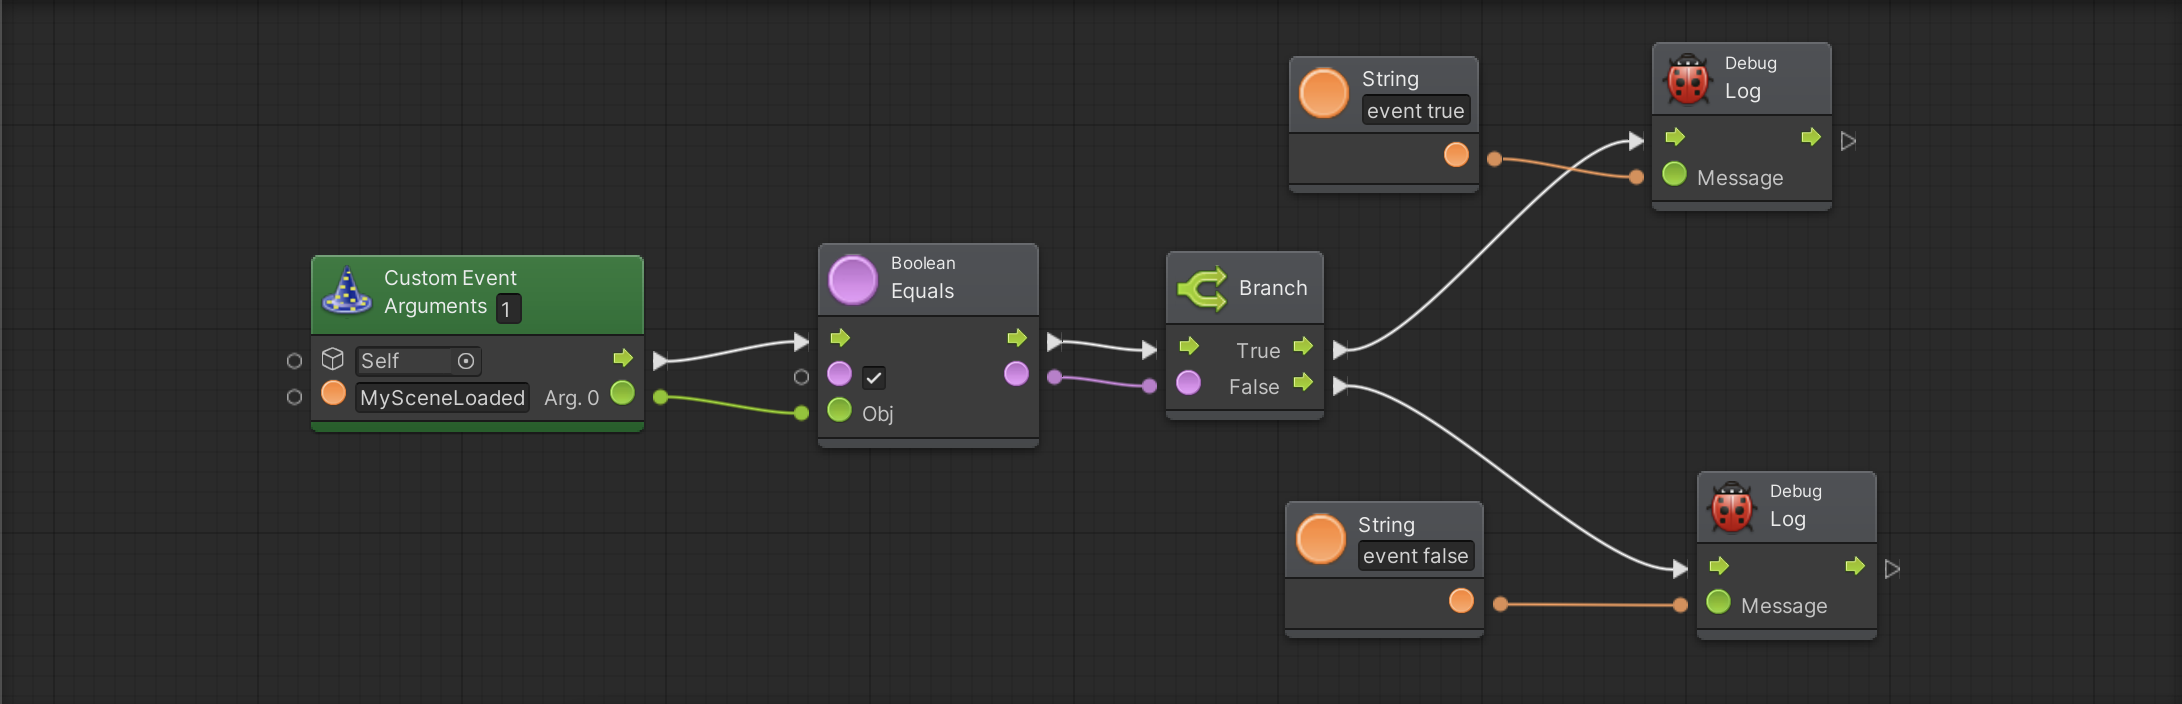 String
event true
Debug
Log
Message
Custom Event
Arguments 1
Self
MySceneLoaded Arg. 0
Boolean
Equals
Obj
Branch
True
False
String
event false
Debug
Log
Message